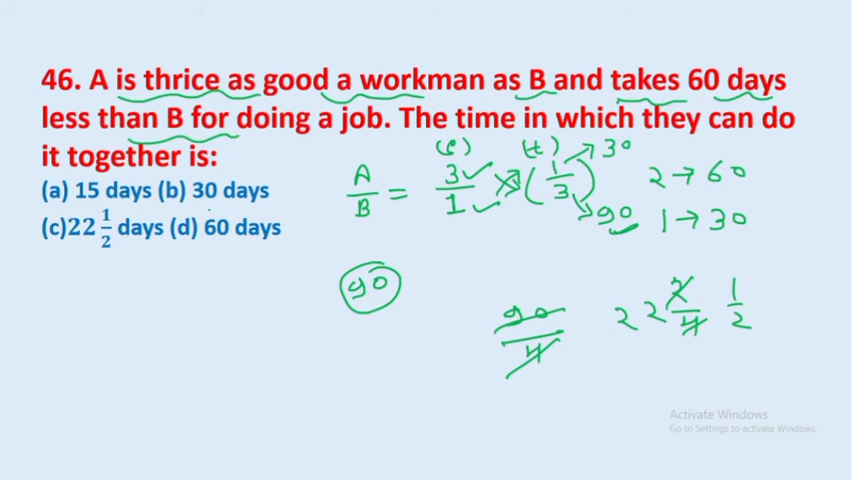 46. A is thrice as good a workman as B and takes 60 days
less than B for doing a job. The time in which they can do
it together is:
(a) 15 days (b) 30 days
(c)22 1/2 days (d) 60 days
(e) (t)
A/B = 3/1 × (1/3) → 30 → 90
2 → 60
1 → 30
90
90/4 22 2/4 1/2
Activate Windows
Go to Settings to activate Windows.